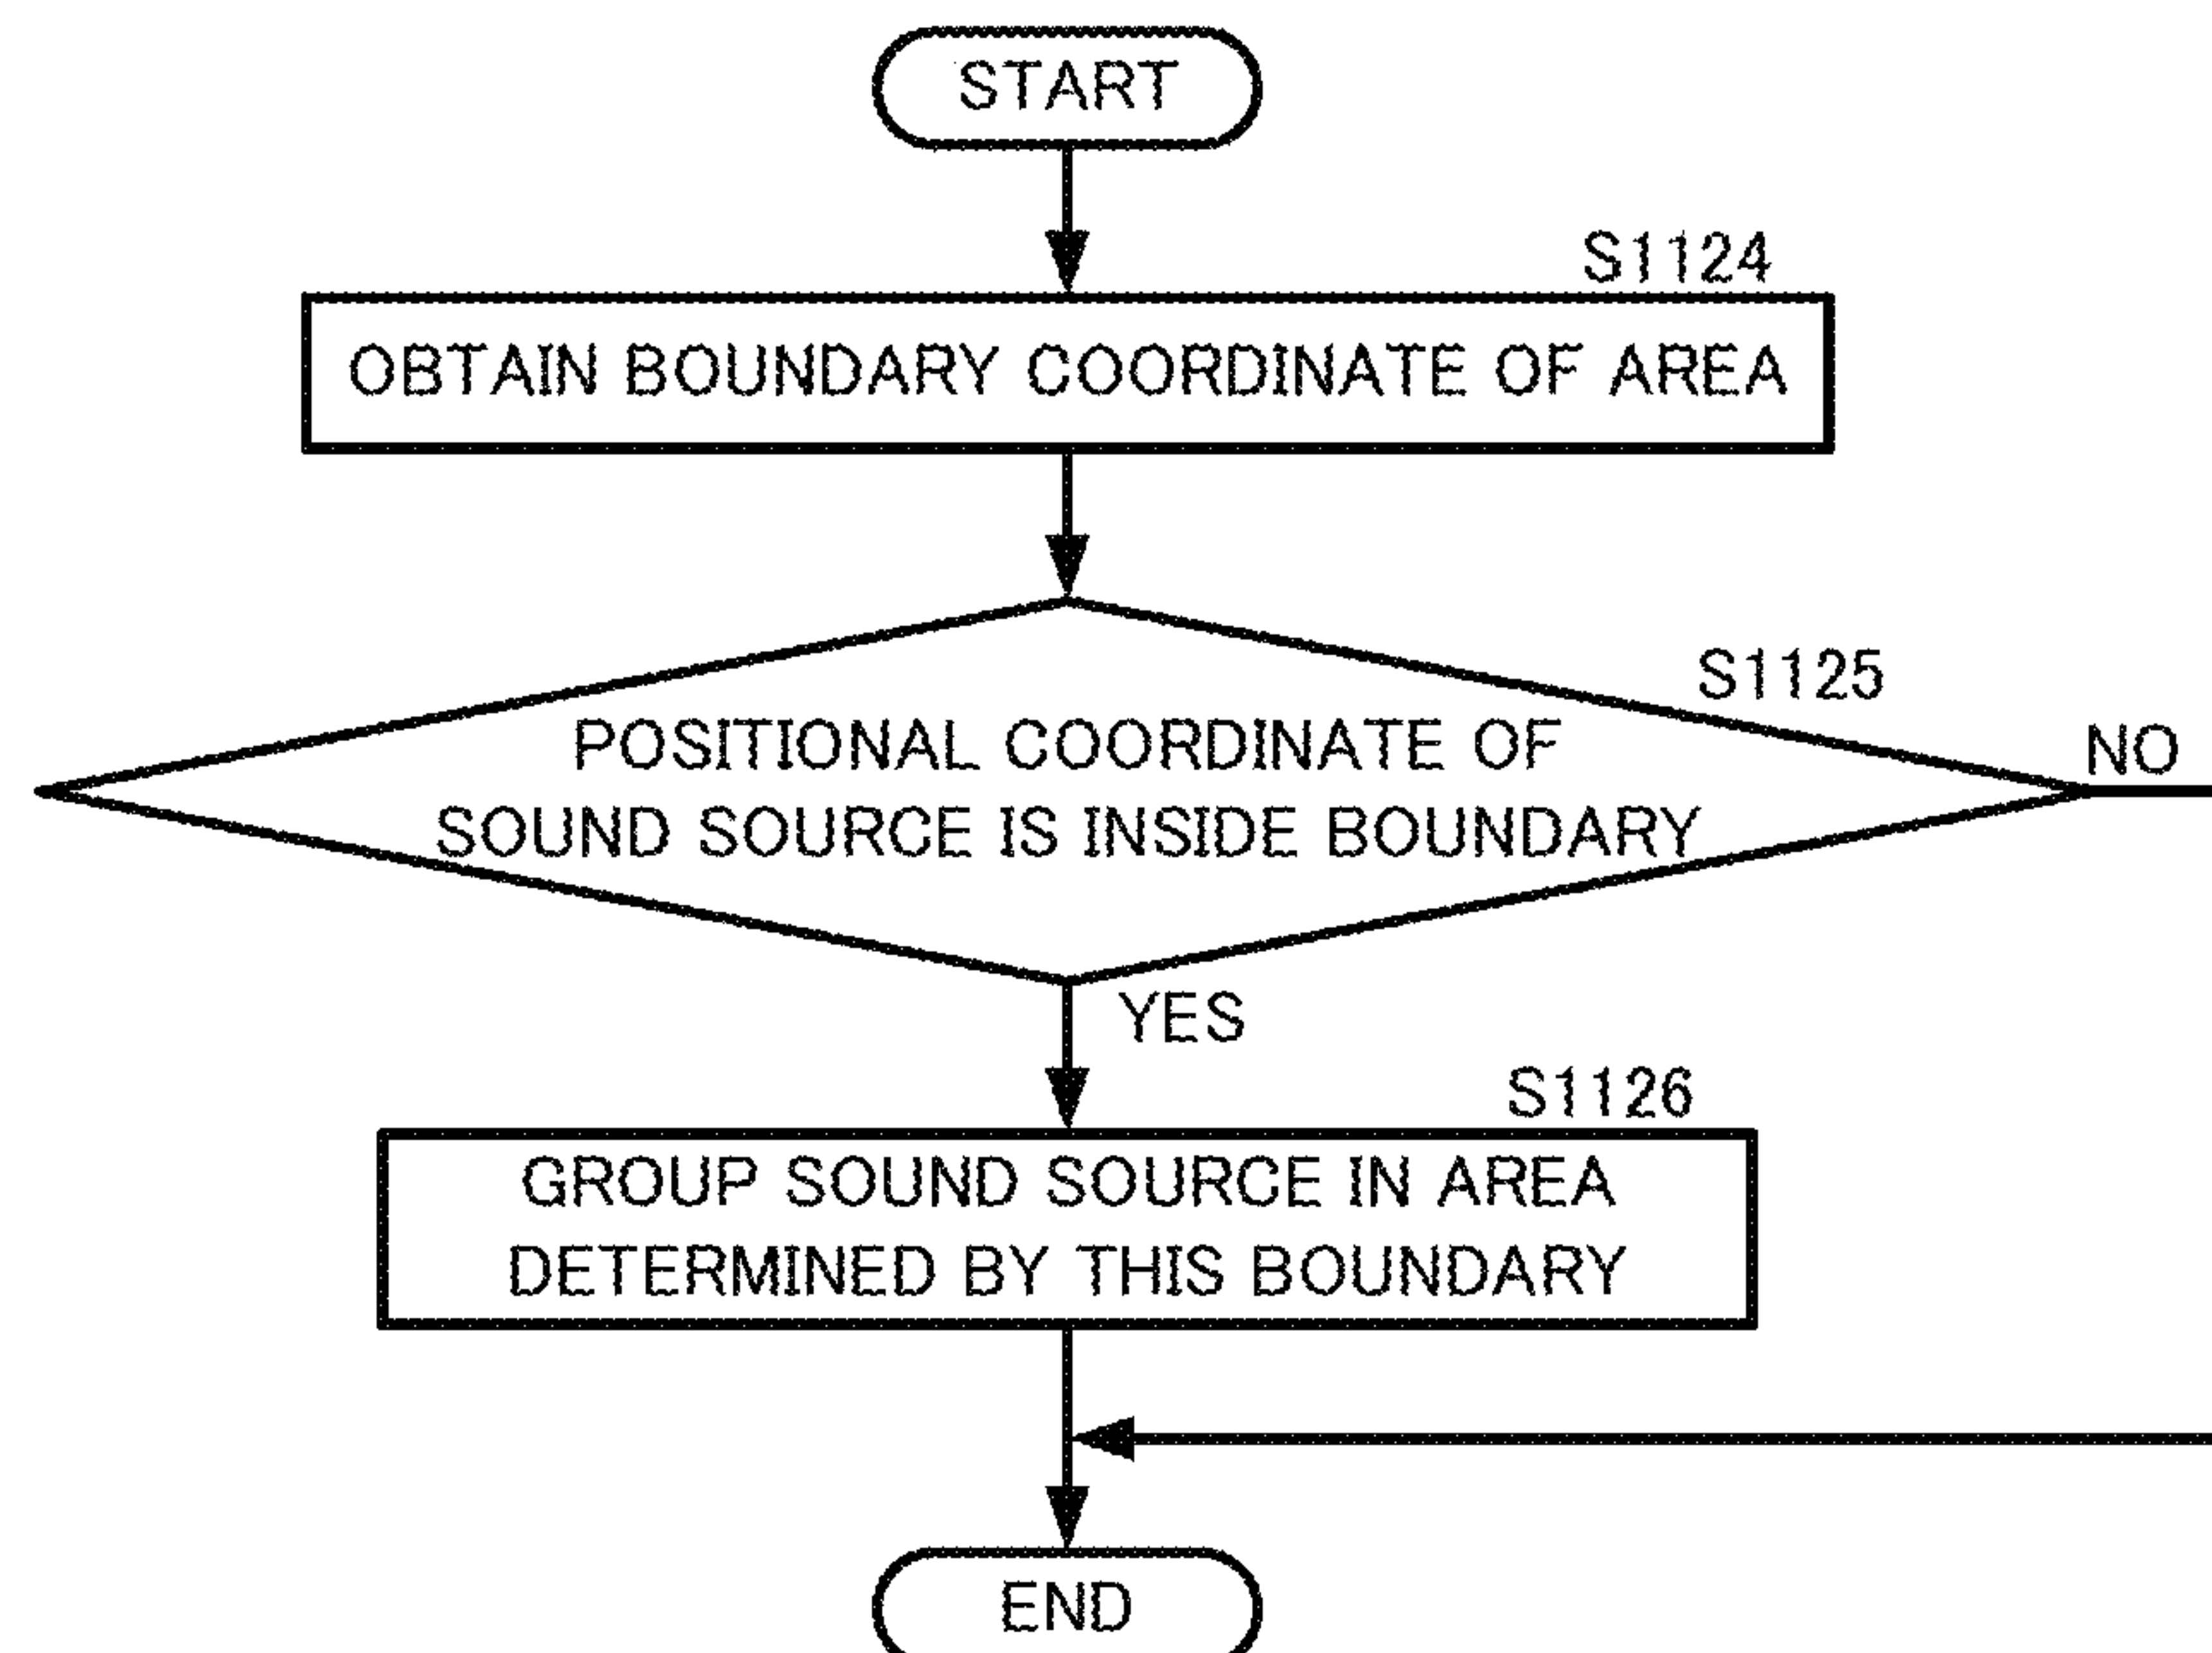 START
S1124
OBTAIN BOUNDARY COORDINATE OF AREA
S1125
POSITIONAL COORDINATE OF
SOUND SOURCE IS INSIDE BOUNDARY
NO
YES
S1126
GROUP SOUND SOURCE IN AREA
DETERMINED BY THIS BOUNDARY
END